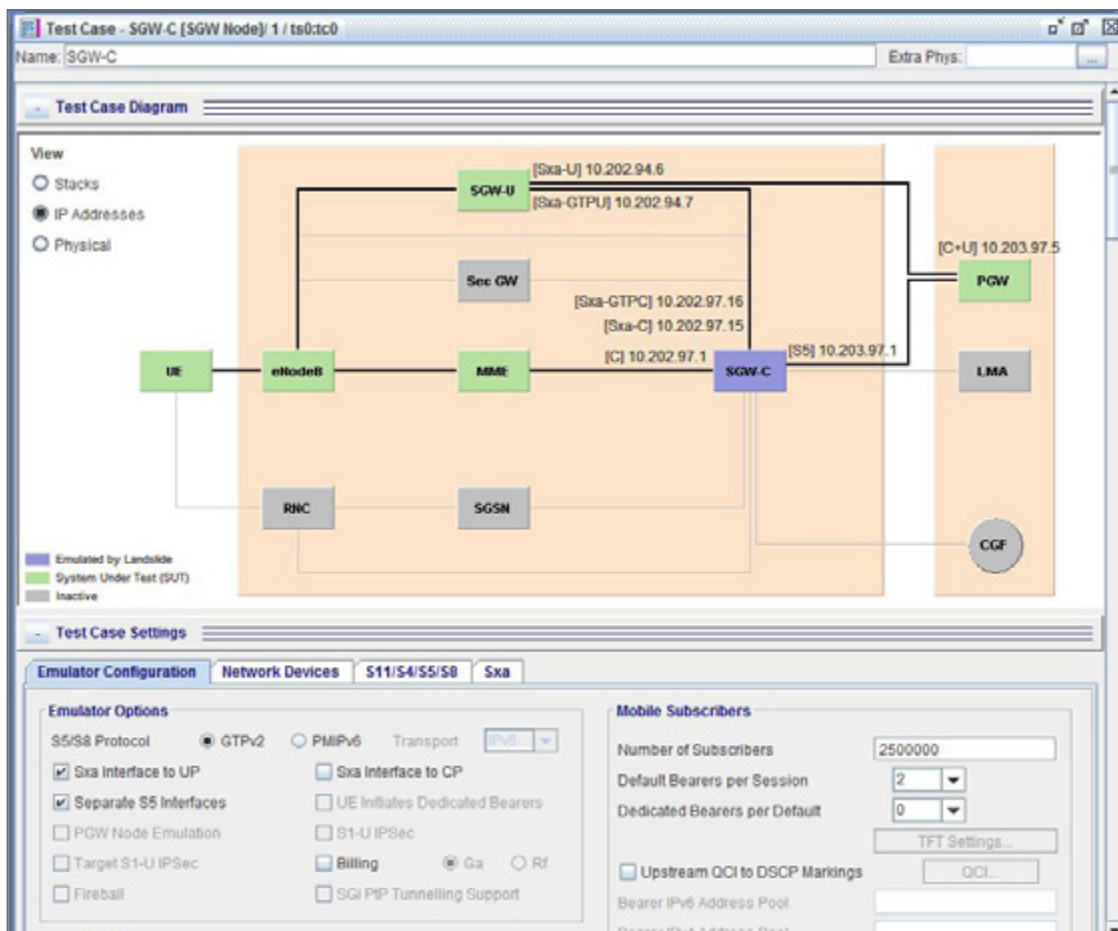 Test Case - SGW-C [SGW Node]/ 1 / ts0:tc0
Name: SGW-C Extra Phys: ...
- Test Case Diagram
View
Stacks
IP Addresses
Physical
[Sxa-U] 10.202.94.6
SGW-U
[Sxa-GTPU] 10.202.94.7
[C+U] 10.203.97.5
Sec GW
PGW
[Sxa-GTPC] 10.202.97.16
[Sxa-C] 10.202.97.15
[C] 10.202.97.1
[S5] 10.203.97.1
UE eNodeB MME SGW-C LMA
RNC SGSN
CGF
Emulated by Landslide
System Under Test (SUT)
Inactive
- Test Case Settings
Emulator Configuration Network Devices S11/S4/S5/S8 Sxa
Emulator Options
S5/S8 Protocol GTPv2 PMIPv6 Transport IPv6
Sxa Interface to UP Sxa Interface to CP
Separate S5 Interfaces UE Initiates Dedicated Bearers
PGW Node Emulation S1-U IPSec
Target S1-U IPSec Billing Ga Rf
Fireball SGi PtP Tunnelling Support
Mobile Subscribers
Number of Subscribers 2500000
Default Bearers per Session 2
Dedicated Bearers per Default 0
TFT Settings...
Upstream QCI to DSCP Markings QCI...
Bearer IPv6 Address Pool